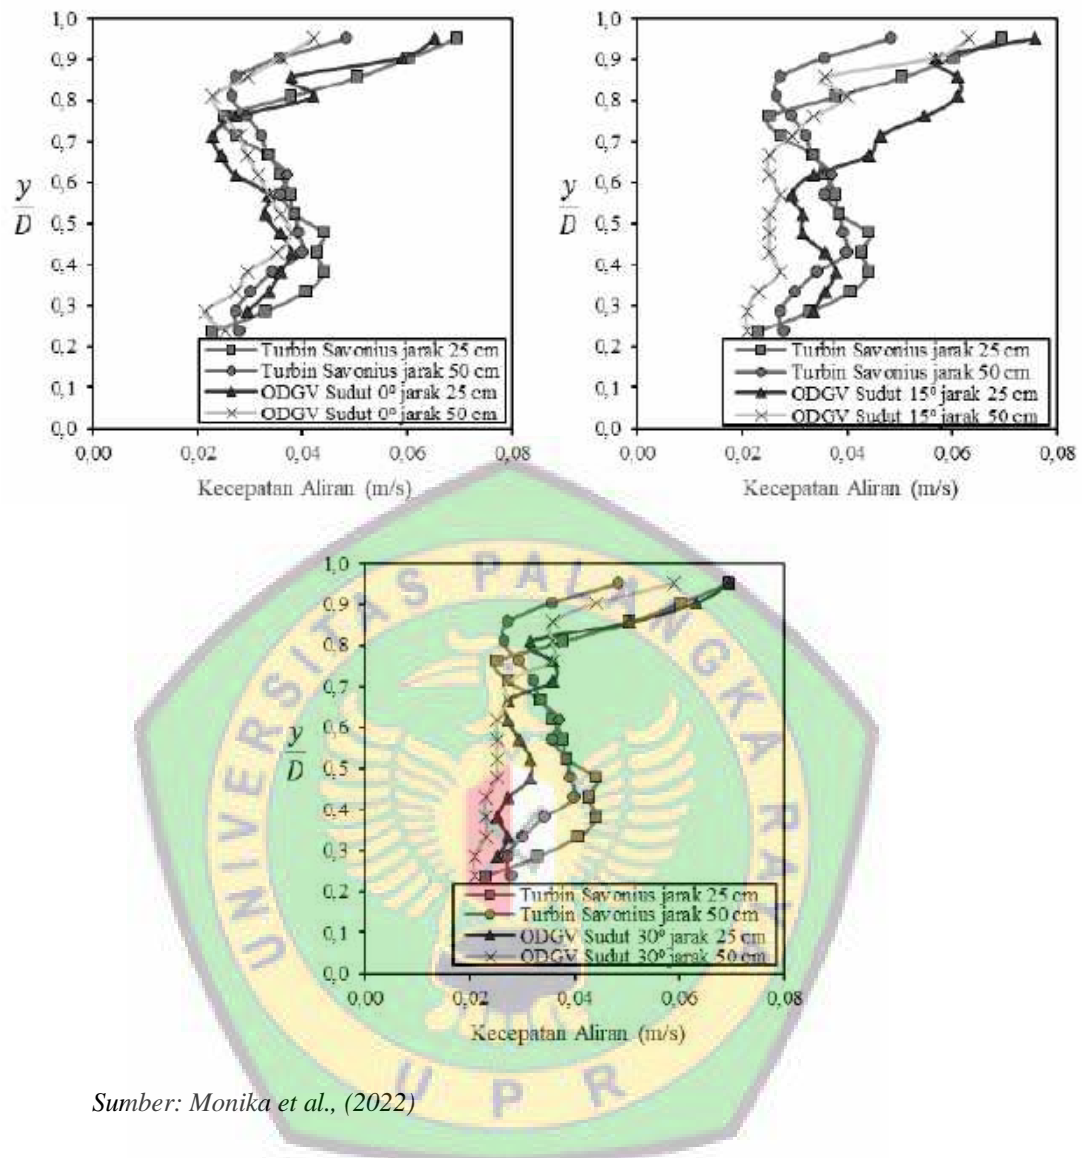 1,0
0,9
0,8
0,7
0,6
0,5
0,4
0,3
0,2
0,1
0,0
y
D
Turbin Savonius jarak 25 cm
Turbin Savonius jarak 50 cm
ODGV Sudut 0º jarak 25 cm
ODGV Sudut 0º jarak 50 cm
0,00 0,02 0,04 0,06 0,08
Kecepatan Aliran (m/s)
1,0
0,9
0,8
0,7
0,6
0,5
0,4
0,3
0,2
0,1
0,0
y
D
Turbin Savonius jarak 25 cm
Turbin Savonius jarak 50 cm
ODGV Sudut 15º jarak 25 cm
ODGV Sudut 15º jarak 50 cm
0,00 0,02 0,04 0,06 0,08
Kecepatan Aliran (m/s)
1,0
0,9
0,8
0,7
0,6
0,5
0,4
0,3
0,2
0,1
0,0
y
D
Turbin Savonius jarak 25 cm
Turbin Savonius jarak 50 cm
ODGV Sudut 30º jarak 25 cm
ODGV Sudut 30º jarak 50 cm
0,00 0,02 0,04 0,06 0,08
Kecepatan Aliran (m/s)
UNIVERSITAS PALANGKA RAYA
UPR
Sumber: Monika et al., (2022)